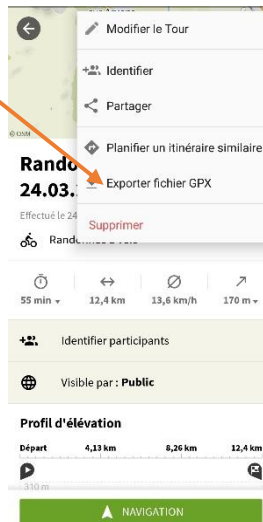 Modifier le Tour
Identifier
Partager
© OSM
Planifier un itinéraire similaire
Rando
Exporter fichier GPX
24.03.
Effectué le 24
Supprimer
55 min
12,4 km
13,6 km/h
170 m
Identifier participants
Visible par : Public
Profil d'élévation
Départ
4,13 km
8,26 km
12,4 km
310 m
NAVIGATION